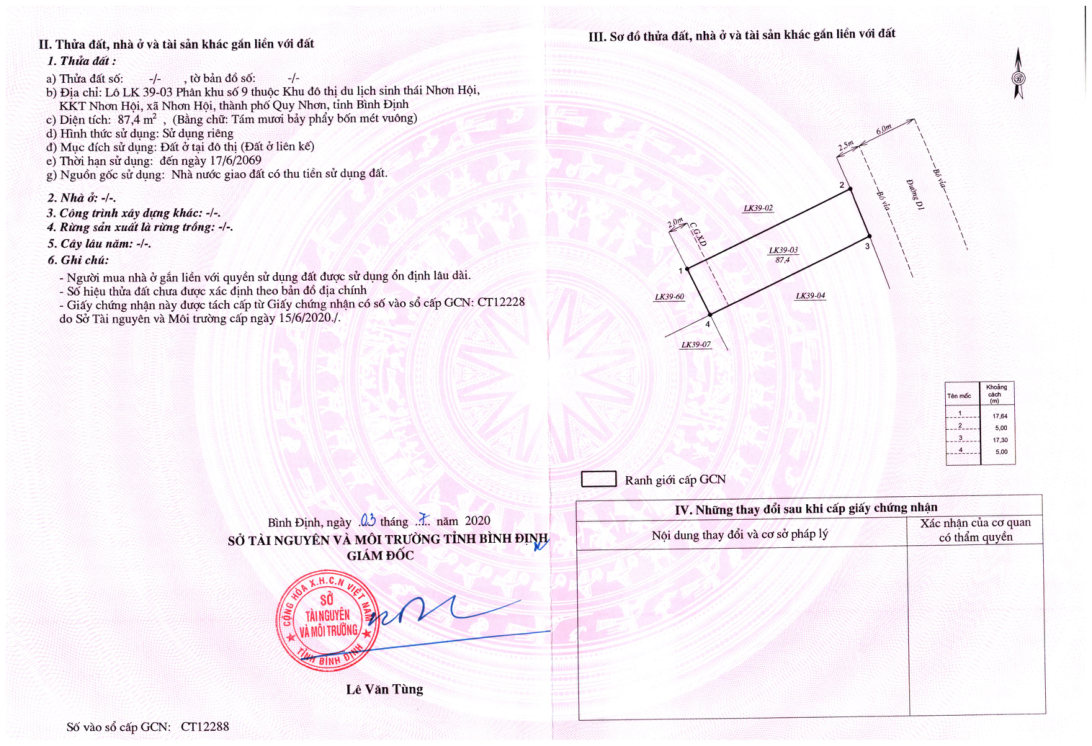 II. Thửa đất, nhà ở và tài sản khác gắn liền với đất
1. Thửa đất :
a) Thửa đất số: -/- , tờ bản đồ số: -/-
b) Địa chỉ: Lô LK 39-03 Phân khu số 9 thuộc Khu đô thị du lịch sinh thái Nhơn Hội,
KKT Nhơn Hội, xã Nhơn Hội, thành phố Quy Nhơn, tỉnh Bình Định
c) Diện tích: 87,4 m² , (Bằng chữ: Tám mươi bảy phẩy bốn mét vuông)
d) Hình thức sử dụng: Sử dụng riêng
đ) Mục đích sử dụng: Đất ở tại đô thị (Đất ở liên kế)
e) Thời hạn sử dụng: đến ngày 17/6/2069
g) Nguồn gốc sử dụng: Nhà nước giao đất có thu tiền sử dụng đất.
2. Nhà ở: -/-.
3. Công trình xây dựng khác: -/-.
4. Rừng sản xuất là rừng trồng: -/-.
5. Cây lâu năm: -/-.
6. Ghi chú:
- Người mua nhà ở gắn liền với quyền sử dụng đất được sử dụng ổn định lâu dài.
- Số hiệu thửa đất chưa được xác định theo bản đồ địa chính
- Giấy chứng nhận này được tách cấp từ Giấy chứng nhận có số vào sổ cấp GCN: CT12228
do Sở Tài nguyên và Môi trường cấp ngày 15/6/2020./.
Bình Định, ngày 03 tháng 7 năm 2020
SỞ TÀI NGUYÊN VÀ MÔI TRƯỜNG TỈNH BÌNH ĐỊNH
GIÁM ĐỐC
CỘNG HÒA X.H.C.N VIỆT NAM
SỞ
TÀI NGUYÊN
VÀ MÔI TRƯỜNG
TỈNH BÌNH ĐỊNH
Lê Văn Tùng
Số vào sổ cấp GCN: CT12288
III. Sơ đồ thửa đất, nhà ở và tài sản khác gắn liền với đất
6.0m
2.5m
Bó vỉa
Đường D1
Bó vỉa
2
LK39-02
2.0m
C.G.XD
3
LK39-03
87,4
1
LK39-60
LK39-04
4
LK39-07
Tên mốc Khoảng cách (m)
1 17,64
2 5,00
3 17,30
4 5,00
Ranh giới cấp GCN
IV. Những thay đổi sau khi cấp giấy chứng nhận
Nội dung thay đổi và cơ sở pháp lý
Xác nhận của cơ quan
có thẩm quyền